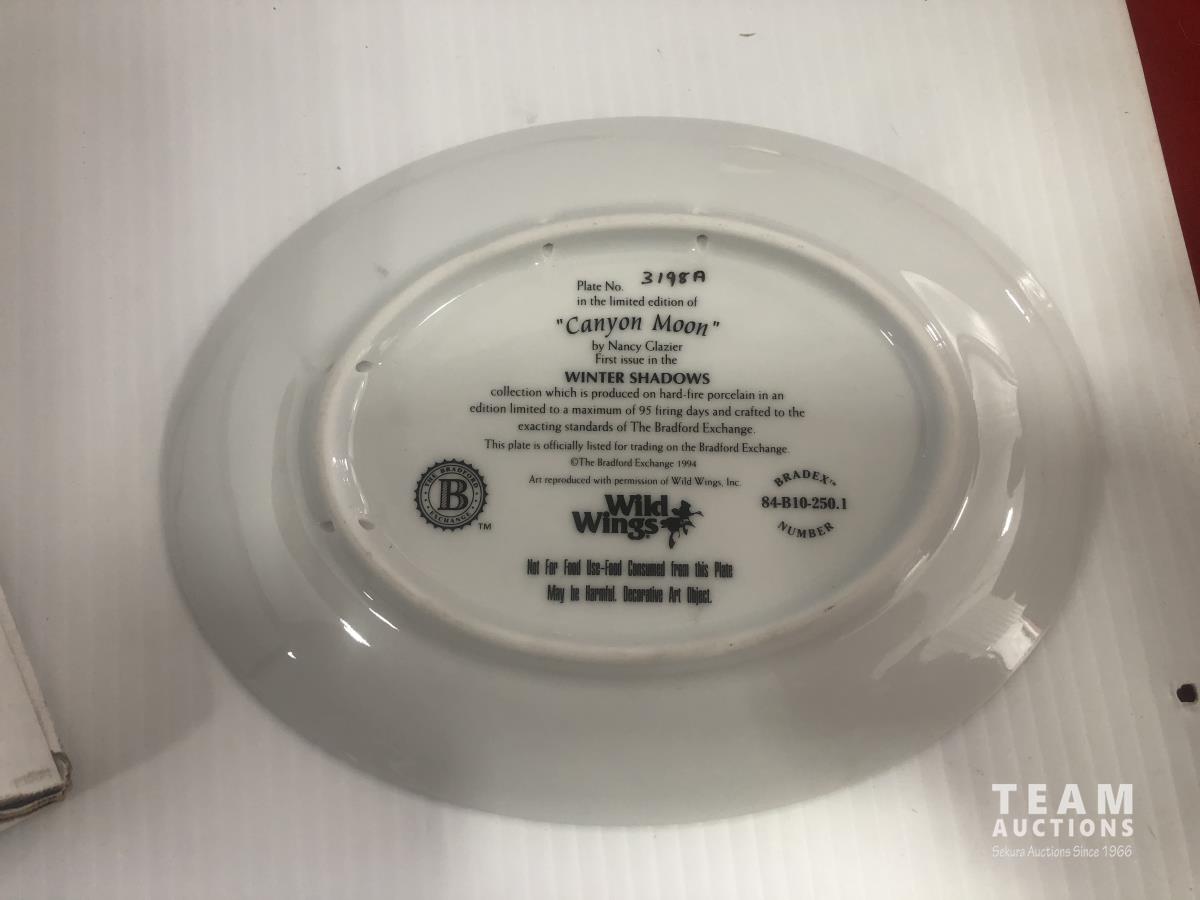 Plate No. 3198A
in the limited edition of
"Canyon Moon"
by Nancy Glazier
First issue in the
WINTER SHADOWS
collection which is produced on hard-fire porcelain in an
edition limited to a maximum of 95 firing days and crafted to the
exacting standards of The Bradford Exchange.
This plate is officially listed for trading on the Bradford Exchange.
©The Bradford Exchange 1994
Art reproduced with permission of Wild Wings, Inc.
THE BRADFORD
B
EXCHANGE
TM
Wild
Wings®
BRADEX™
84-B10-250.1
NUMBER
Not For Food Use-Food Consumed from this Plate
May be Harmful. Decorative Art Object.
TEAM
AUCTIONS
Sekura Auctions Since 1966